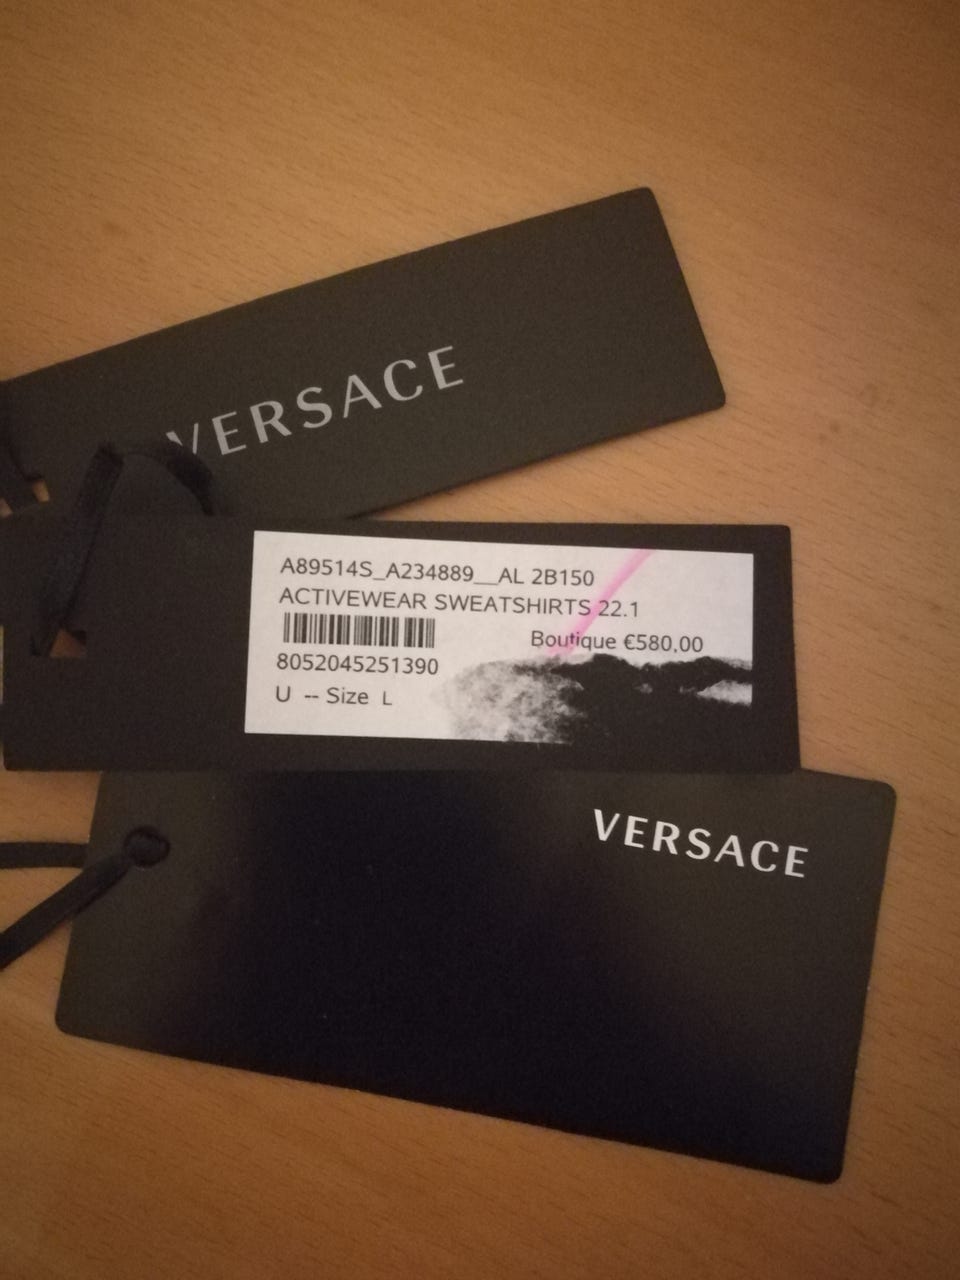 VERSACE
A89514S_A234889__AL 2B150
ACTIVEWEAR SWEATSHIRTS 22.1
Boutique €580,00
8052045251390
U -- Size L
VERSACE